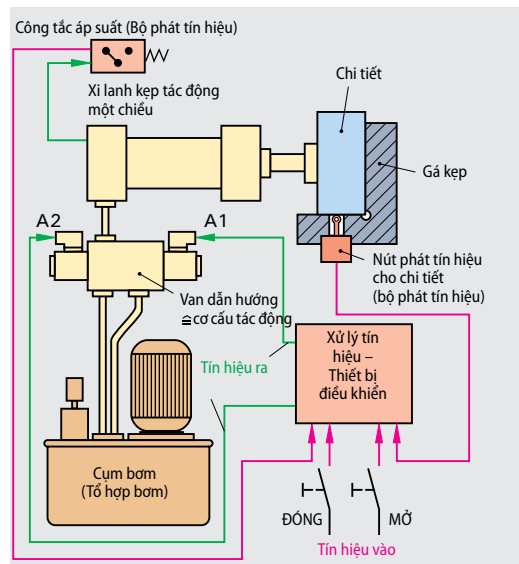 Công tắc áp suất (Bộ phát tín hiệu)
Xi lanh kẹp tác động
một chiều
Chi tiết
Gá kẹp
A2
A1
Nút phát tín hiệu
cho chi tiết
(bộ phát tín hiệu)
Van dẫn hướng
≙ cơ cấu tác động
Tín hiệu ra
Xử lý tín
hiệu –
Thiết bị
điều khiển
Cụm bơm
(Tổ hợp bơm)
ĐÓNG
MỞ
Tín hiệu vào